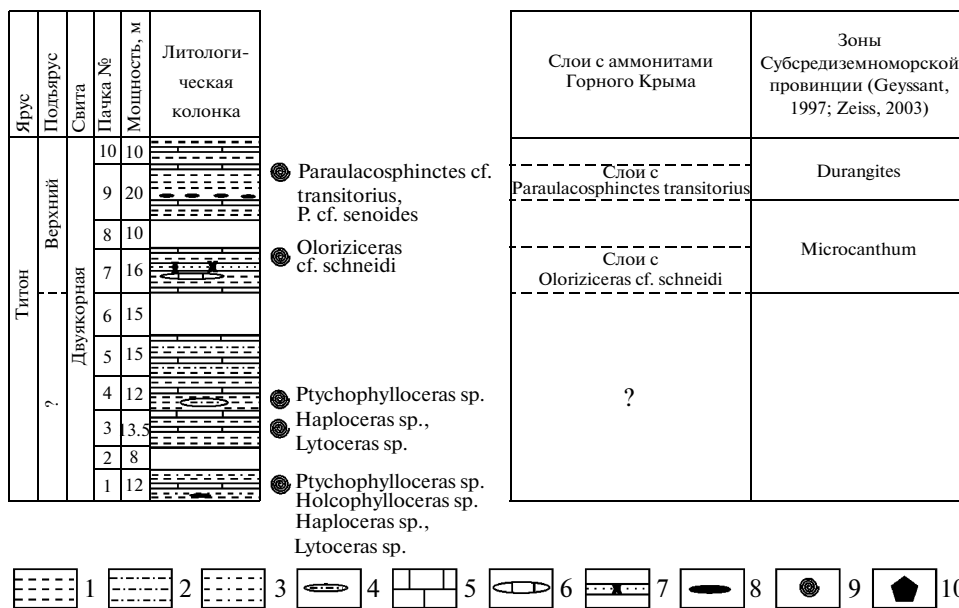 Ярус
Подъярус
Свита
Пачка №
Мощность, м
Литологи-
ческая
колонка
Слои с аммонитами
Горного Крыма
Зоны
Субсредиземноморской
провинции (Geyssant,
1997; Zeiss, 2003)
Титон
Верхний
?
Двуякорная
10 10
9 20
8 10
7 16
6 15
5 15
4 12
3 13.5
2 8
1 12
Paraulacosphinctes cf.
transitorius,
P. cf. senoides
Oloriziceras
cf. schneidi
Ptychophylloceras sp.
Haploceras sp.,
Lytoceras sp.
Ptychophylloceras sp.
Holcophylloceras sp.
Haploceras sp.,
Lytoceras sp.
Слои с
Paraulacosphinctes transitorius
Слои с
Oloriziceras cf. schneidi
?
Durangites
Microcanthum
1 2 3 4 5 6 7 8 9 10